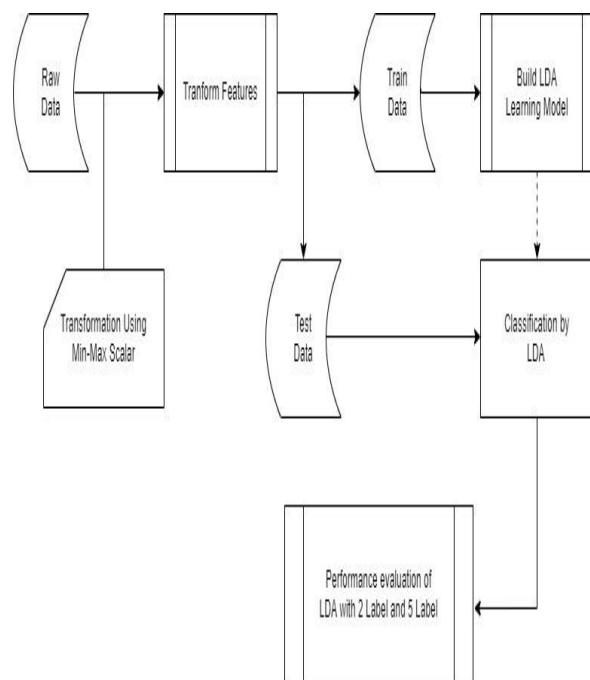 Raw
Data
Tranform Features
Train
Data
Build LDA
Learning Model
Transformation Using
Min-Max Scalar
Test
Data
Classification by
LDA
Performance evaluation of
LDA with 2 Label and 5 Label